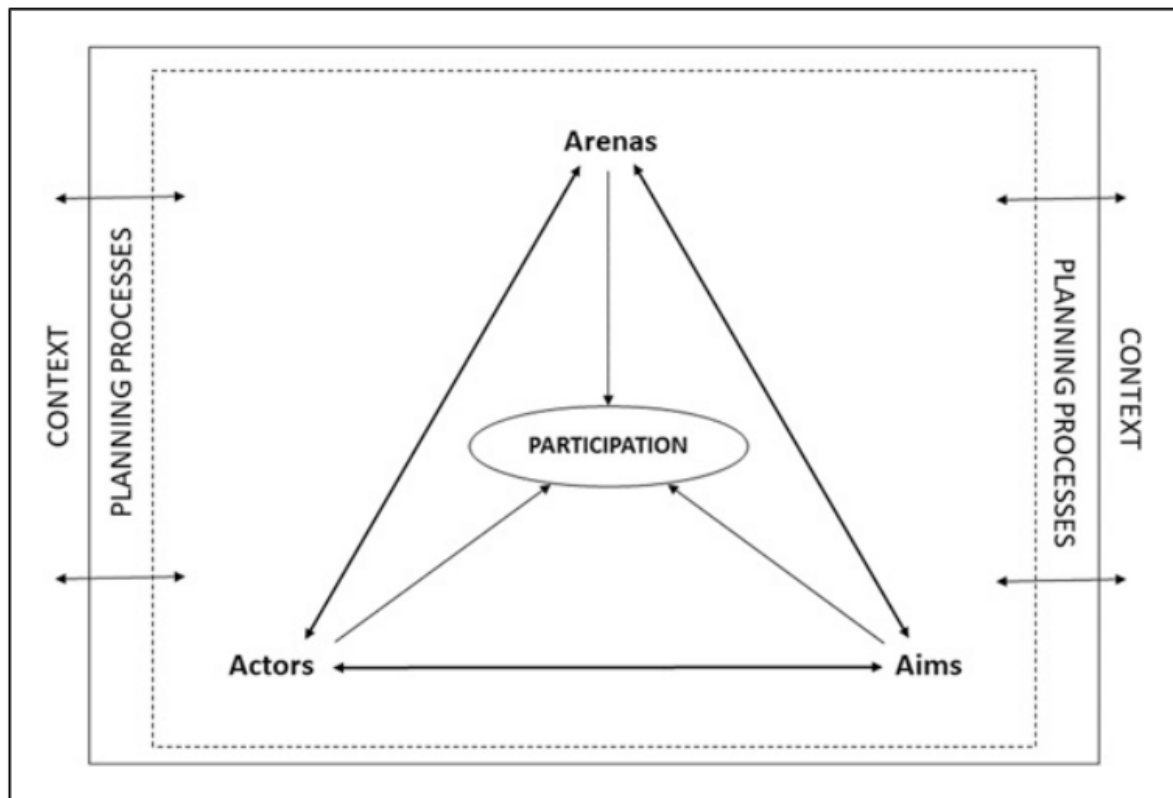 Arenas
CONTEXT
PLANNING PROCESSES
PARTICIPATION
PLANNING PROCESSES
CONTEXT
Actors
Aims